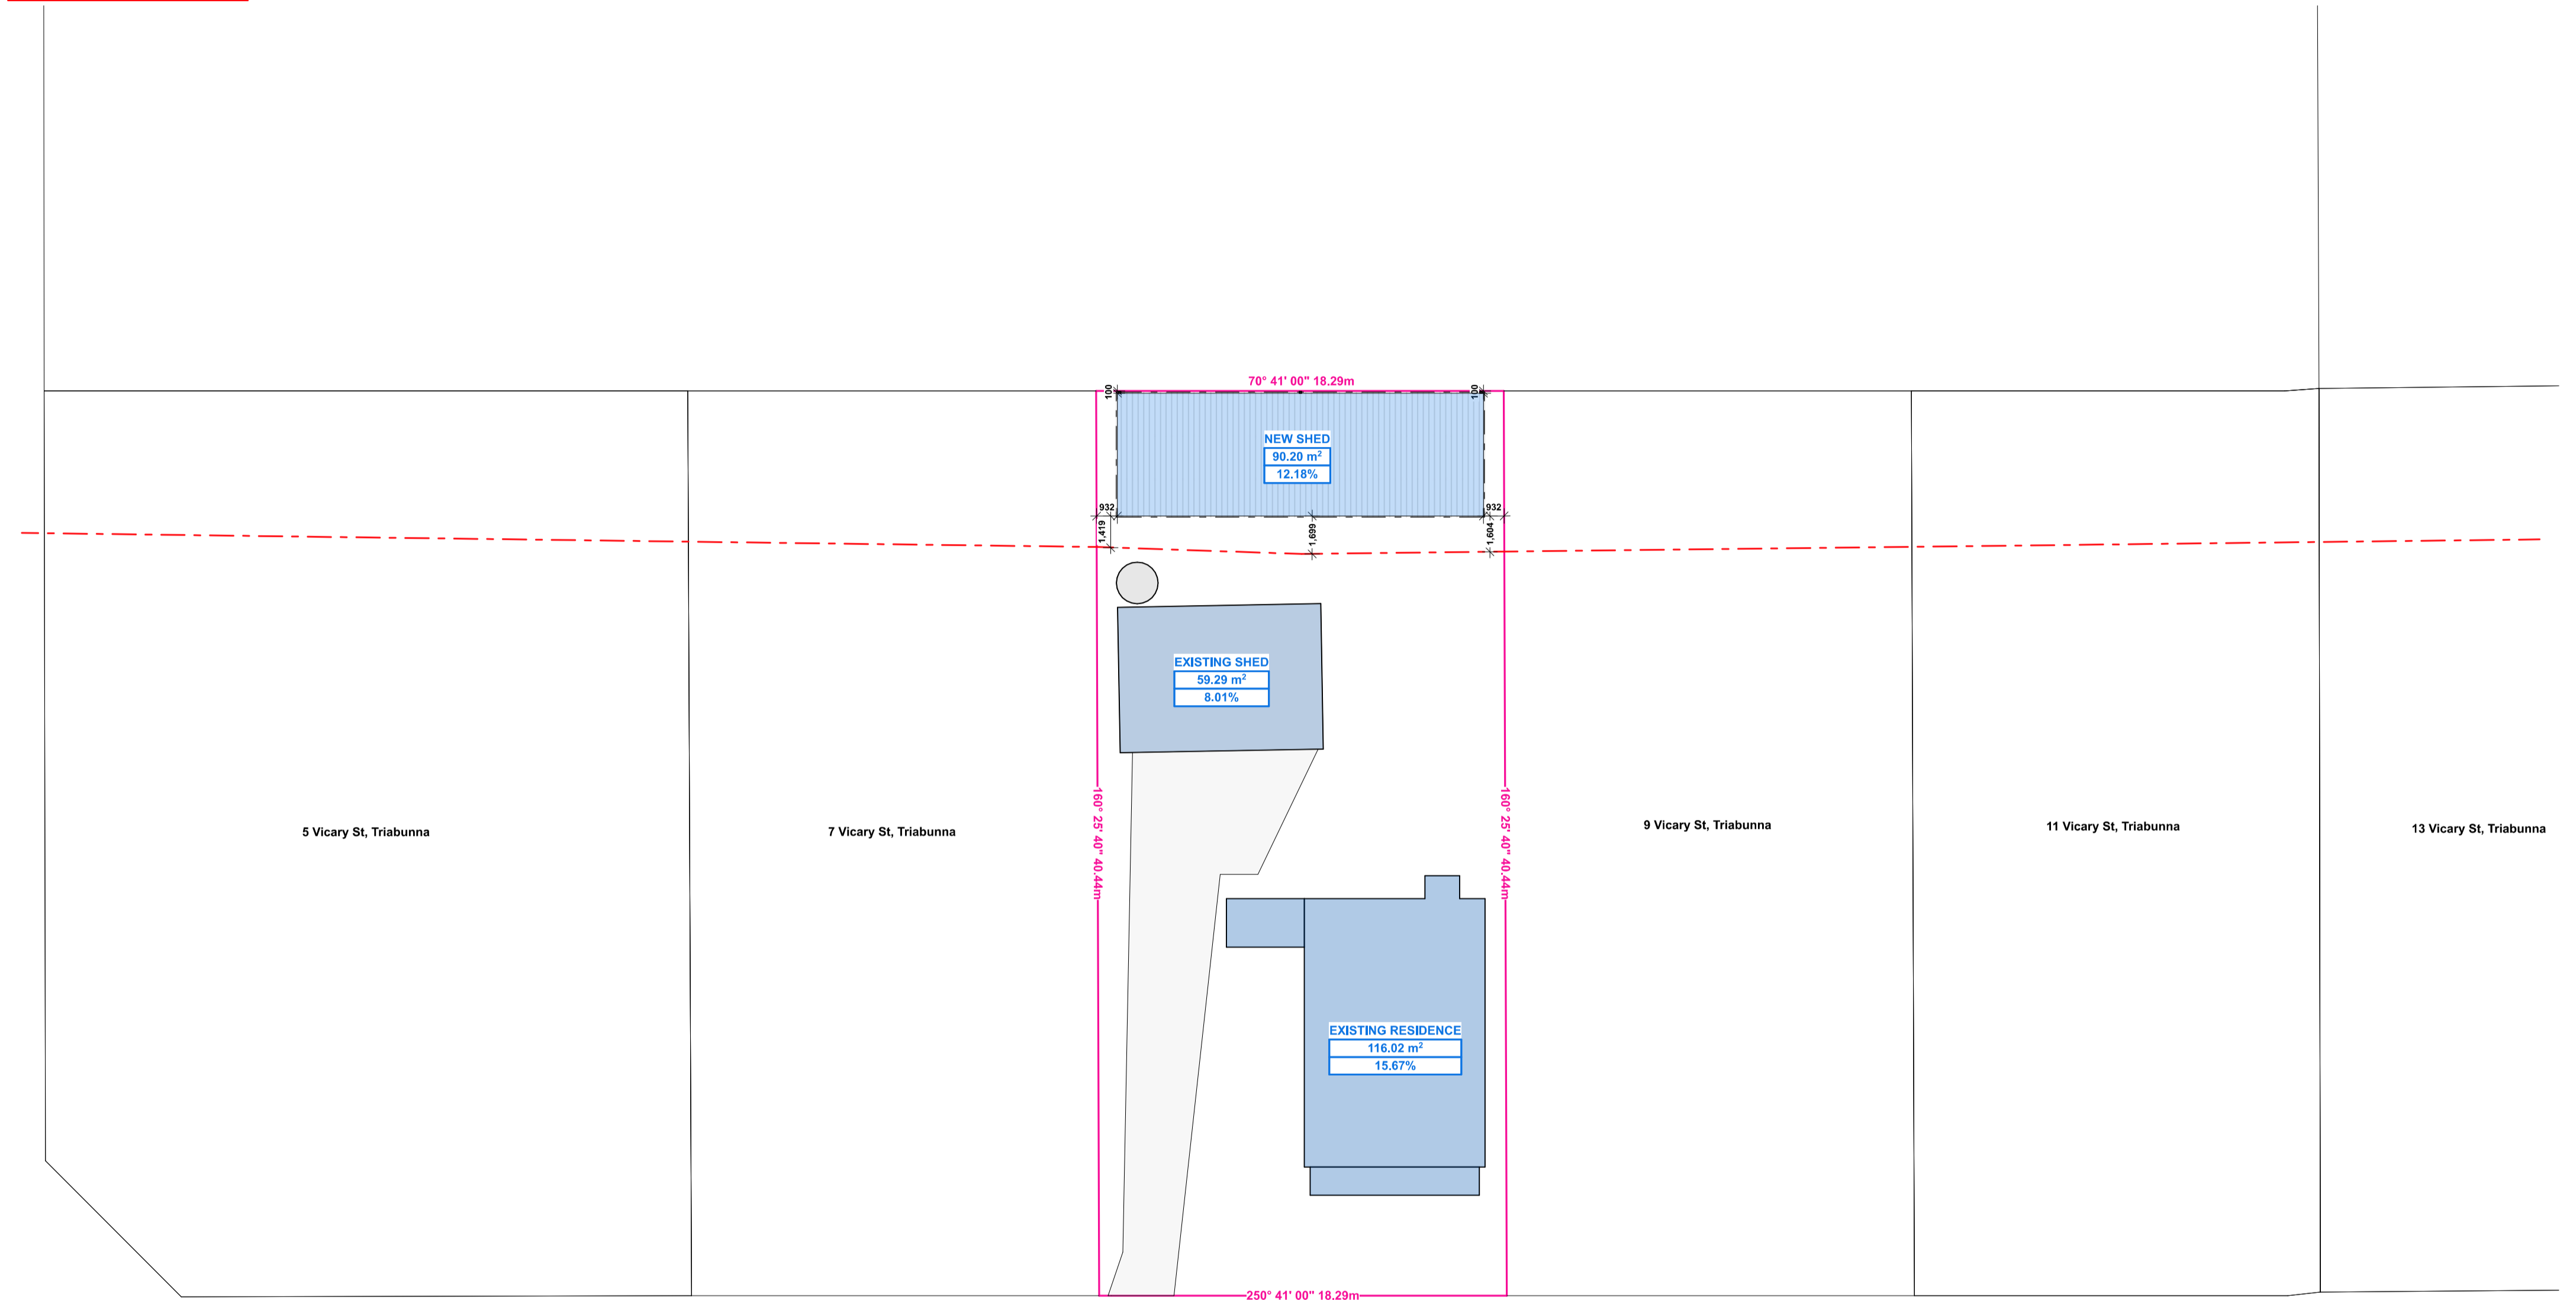 70° 41' 00" 18.29m
100
100
NEW SHED
90.20 m²
12.18%
932
932
1,419
1,699
1,604
EXISTING SHED
59.29 m²
8.01%
160° 25' 40" 40.44m
160° 25' 40" 40.44m
5 Vicary St, Triabunna
7 Vicary St, Triabunna
9 Vicary St, Triabunna
11 Vicary St, Triabunna
13 Vicary St, Triabunna
EXISTING RESIDENCE
116.02 m²
15.67%
250° 41' 00" 18.29m